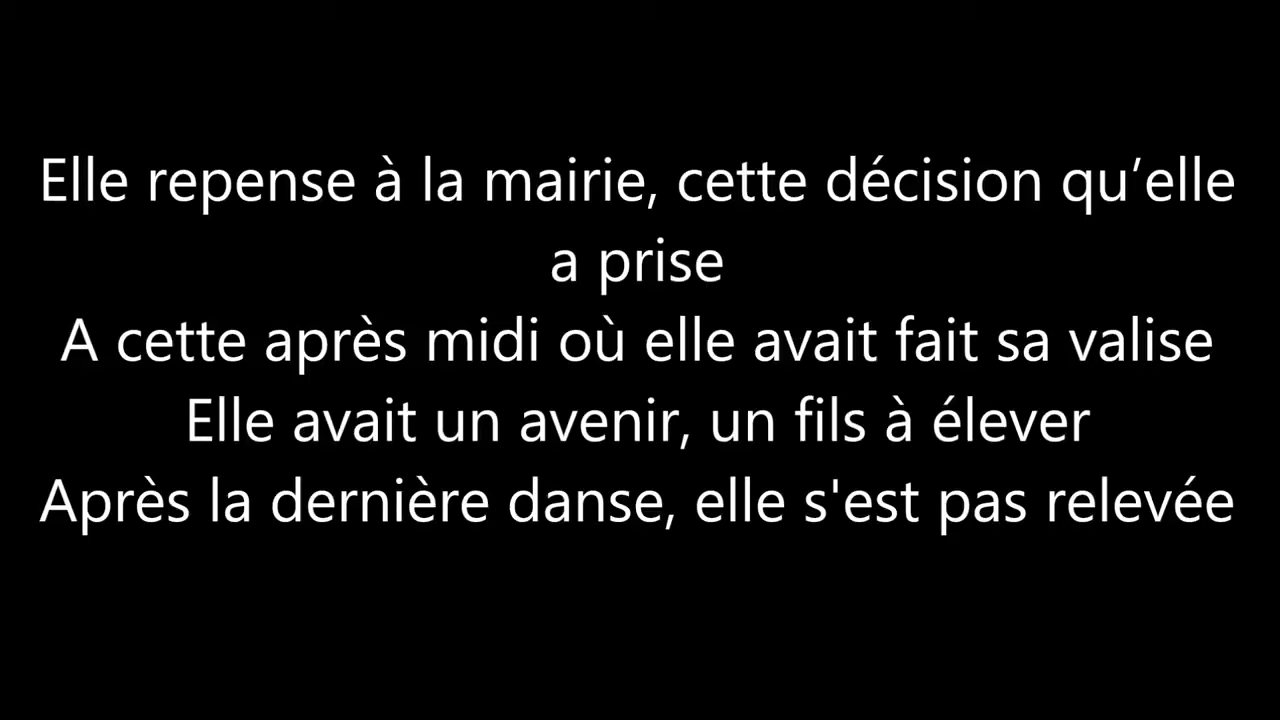 Elle repense à la mairie, cette décision qu’elle
a prise
A cette après midi où elle avait fait sa valise
Elle avait un avenir, un fils à élever
Après la dernière danse, elle s'est pas relevée